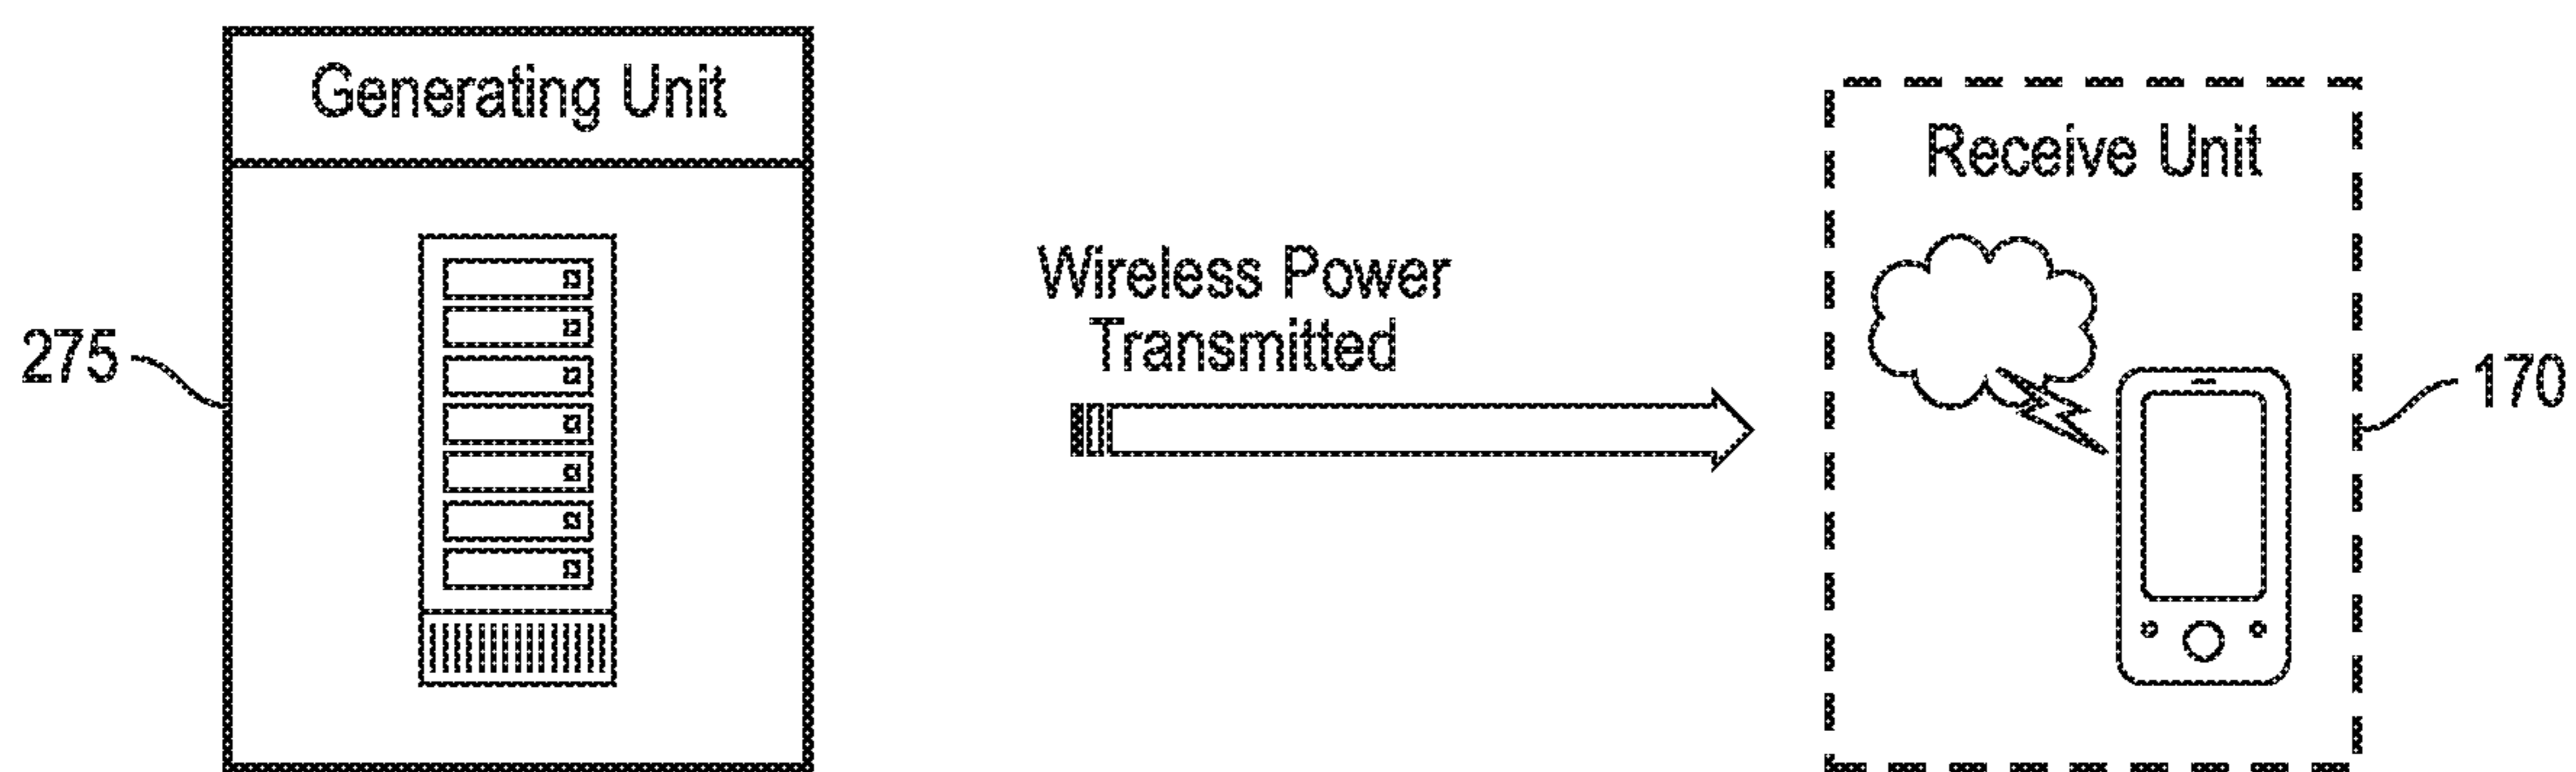 Generating Unit
275
Wireless Power
Transmitted
Receive Unit
170